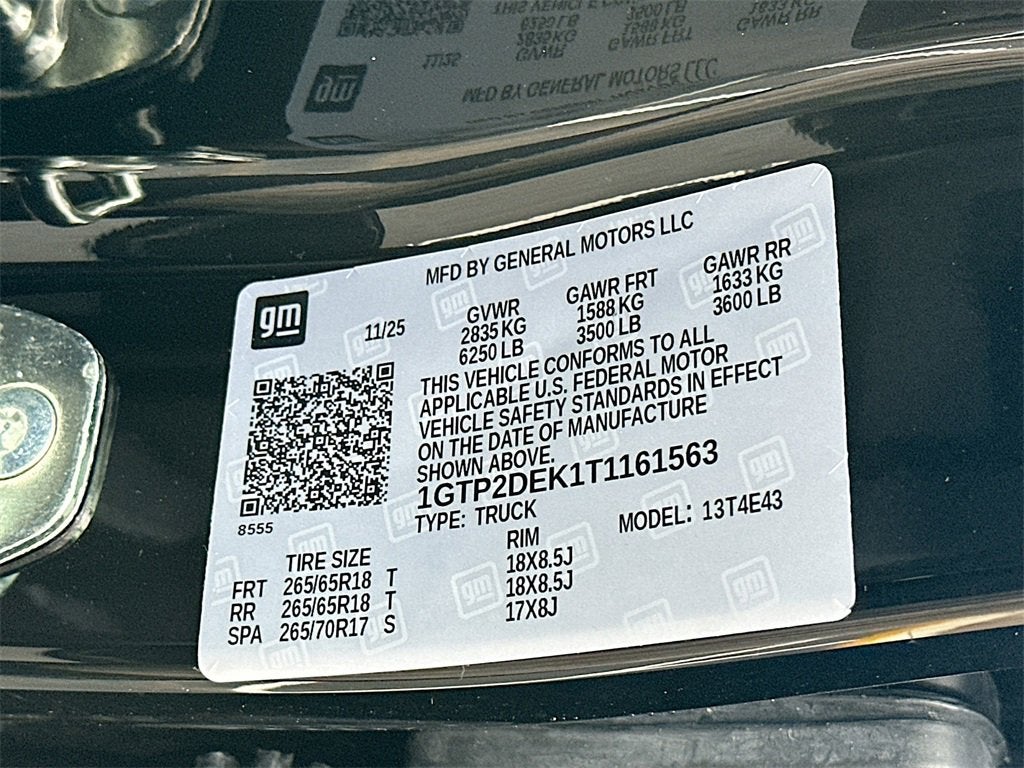 MFD BY GENERAL MOTORS LLC
gm
11/25
GVWR GAWR FRT GAWR RR
2835 KG 1588 KG 1633 KG
6250 LB 3500 LB 3600 LB
THIS VEHICLE CONFORMS TO ALL
APPLICABLE U.S. FEDERAL MOTOR
VEHICLE SAFETY STANDARDS IN EFFECT
ON THE DATE OF MANUFACTURE
SHOWN ABOVE.
1GTP2DEK1T1161563
8555
TYPE: TRUCK MODEL: 13T4E43
TIRE SIZE RIM
FRT 265/65R18 T 18X8.5J
RR 265/65R18 T 18X8.5J
SPA 265/70R17 S 17X8J